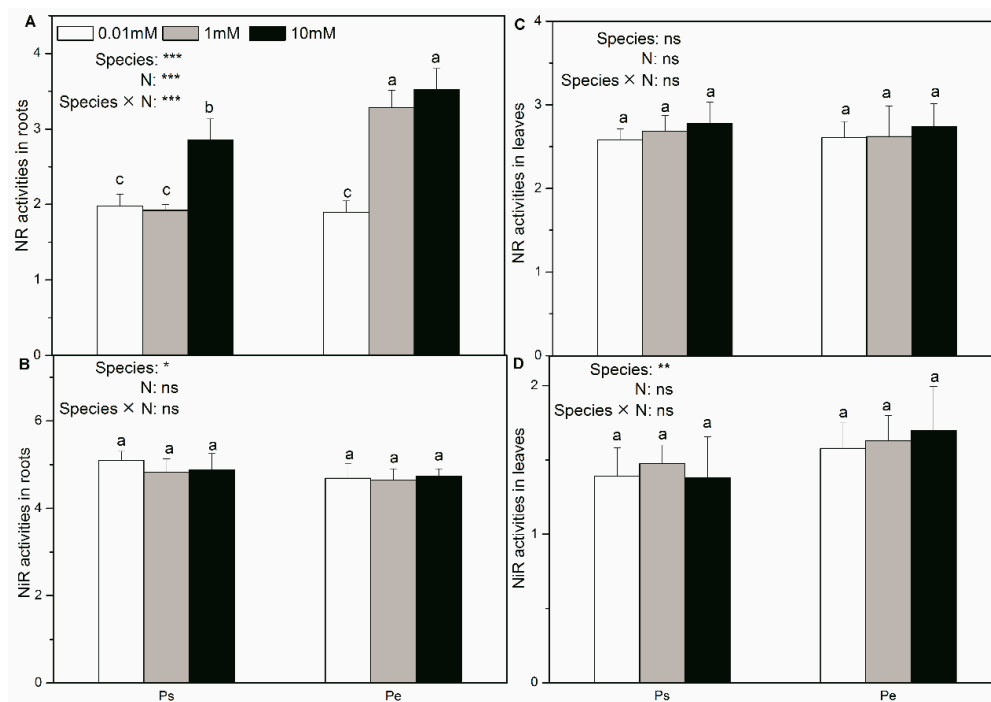 A
0.01mM 1mM 10mM
Species: ***
N: ***
Species × N: ***
c c b c a a
NR activities in roots
4
3
2
1
0
B
Species: *
N: ns
Species × N: ns
a a a a a a
NiR activities in roots
6
4
2
0
Ps Pe
C
Species: ns
N: ns
Species × N: ns
a a a a a a
NR activities in leaves
4
3
2
1
0
D
Species: **
N: ns
Species × N: ns
a a a a a a
NiR activities in leaves
2
1
0
Ps Pe